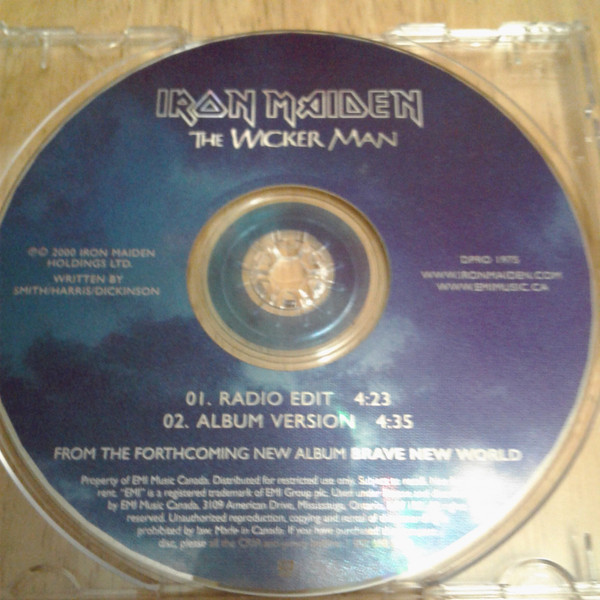 IRON MAIDEN
THE WICKER MAN
℗© 2000 IRON MAIDEN
HOLDINGS LTD.
WRITTEN BY
SMITH/HARRIS/DICKINSON
DPRO 1975
WWW.IRONMAIDEN.COM
WWW.EMIMUSIC.CA
01. RADIO EDIT 4:23
02. ALBUM VERSION 4:35
FROM THE FORTHCOMING NEW ALBUM BRAVE NEW WORLD
Property of EMI Music Canada. Distributed for restricted use only. Subject to recall.
rent. "EMI" is a registered trademark of EMI Group plc. Used under
by EMI Music Canada, 3109 American Drive, Mississauga, Ontario,
reserved. Unauthorized reproduction, copying and rental of
prohibited by law. Made in Canada. If you have purchased
disc, please